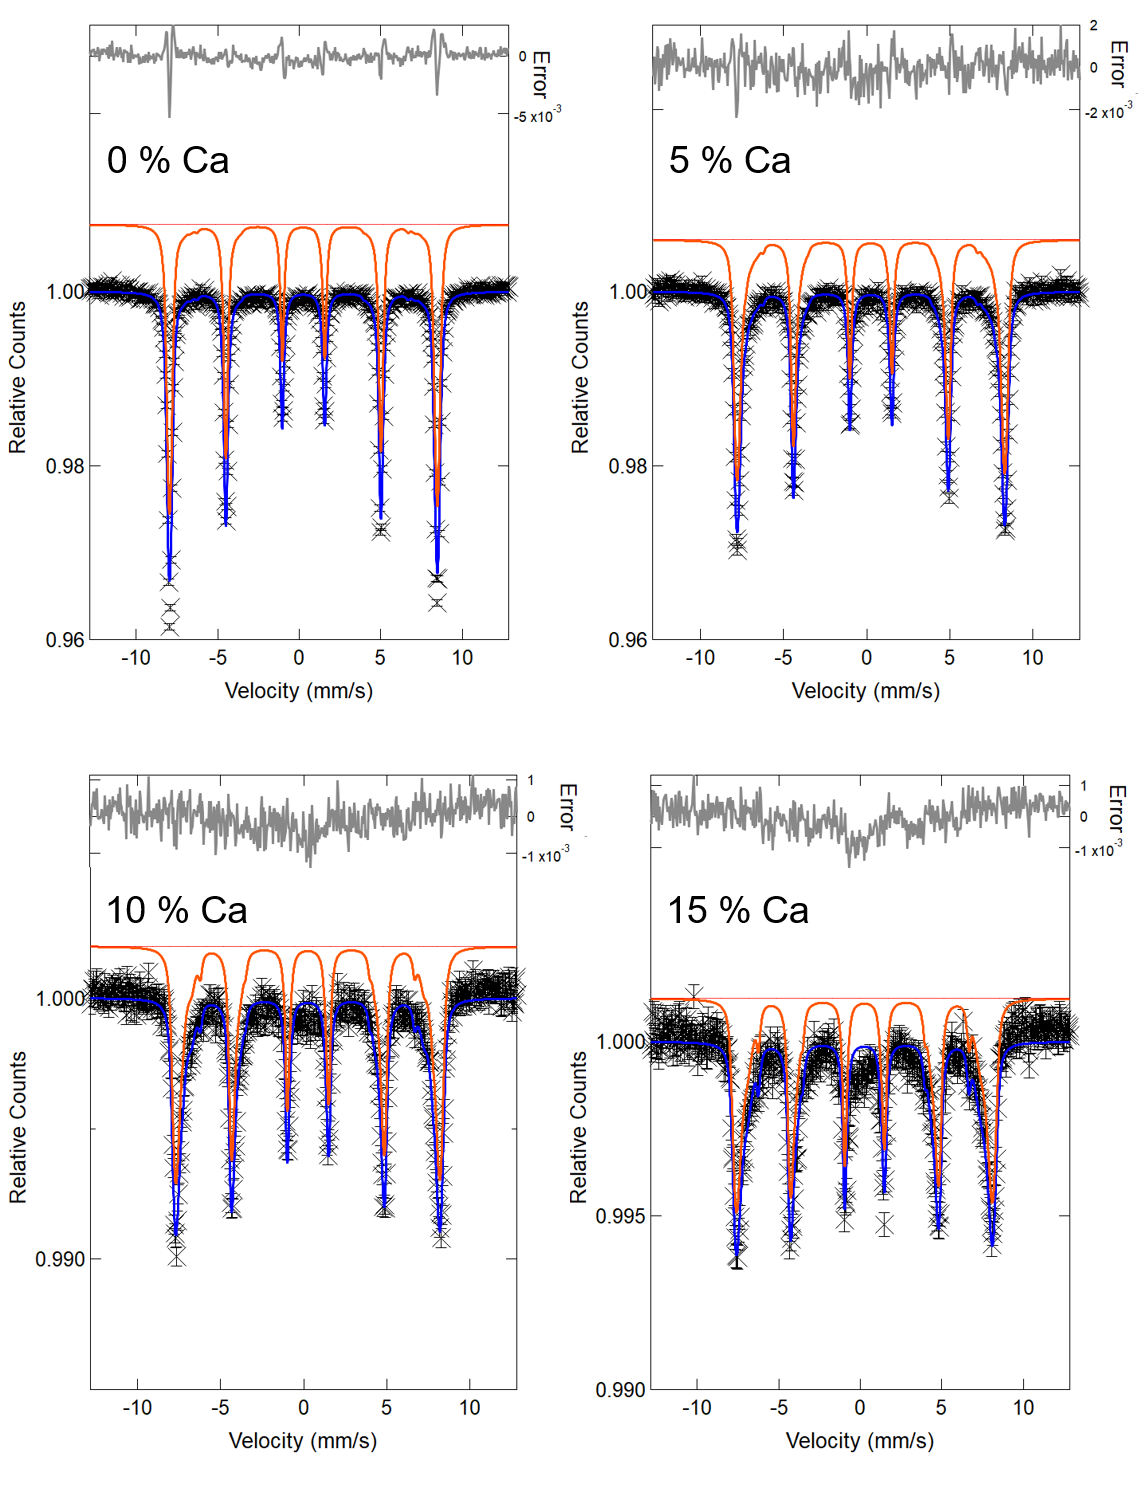 0
Error
-5 x10-3
0 % Ca
1.00
0.98
0.96
Relative Counts
-10 -5 0 5 10
Velocity (mm/s)
2
0
Error
-2 x10-3
5 % Ca
1.00
0.98
0.96
Relative Counts
-10 -5 0 5 10
Velocity (mm/s)
1
0
Error
-1 x10-3
10 % Ca
1.000
0.990
Relative Counts
-10 -5 0 5 10
Velocity (mm/s)
1
0
Error
-1 x10-3
15 % Ca
1.000
0.995
0.990
Relative Counts
-10 -5 0 5 10
Velocity (mm/s)